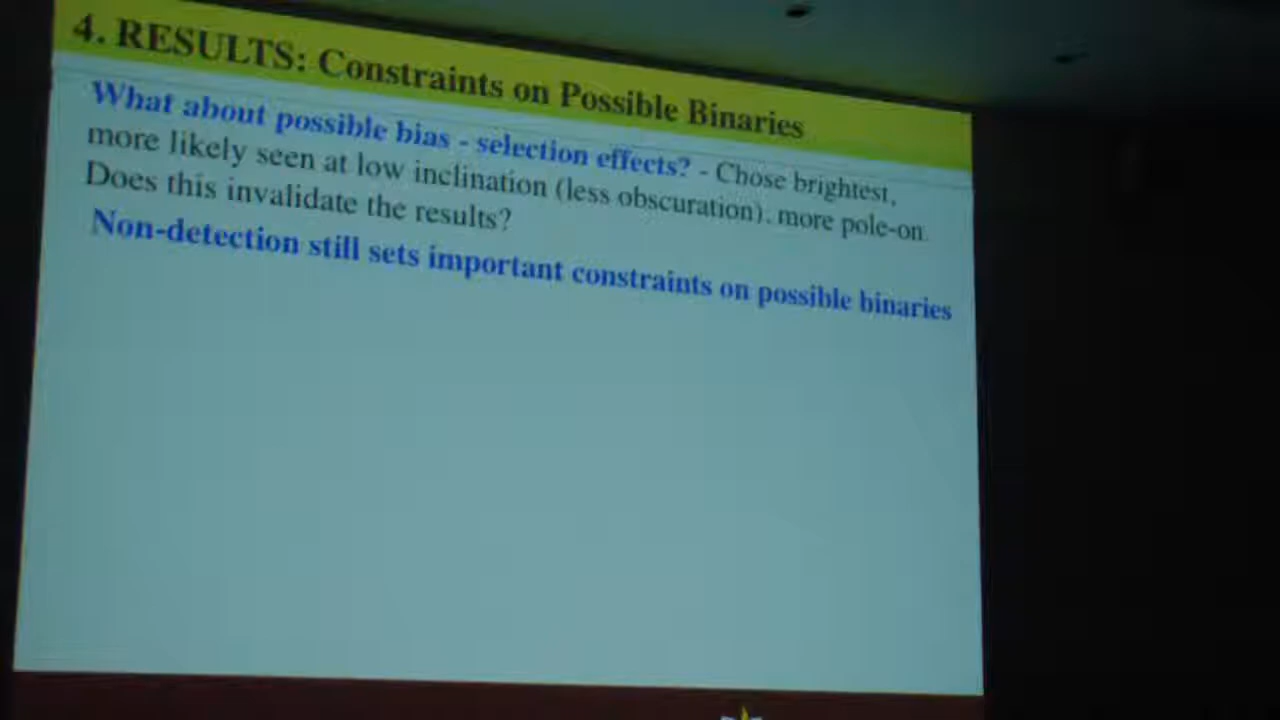 4. RESULTS: Constraints on Possible Binaries
What about possible bias - selection effects? - Chose brightest,
more likely seen at low inclination (less obscuration), more pole-on.
Does this invalidate the results?
Non-detection still sets important constraints on possible binaries